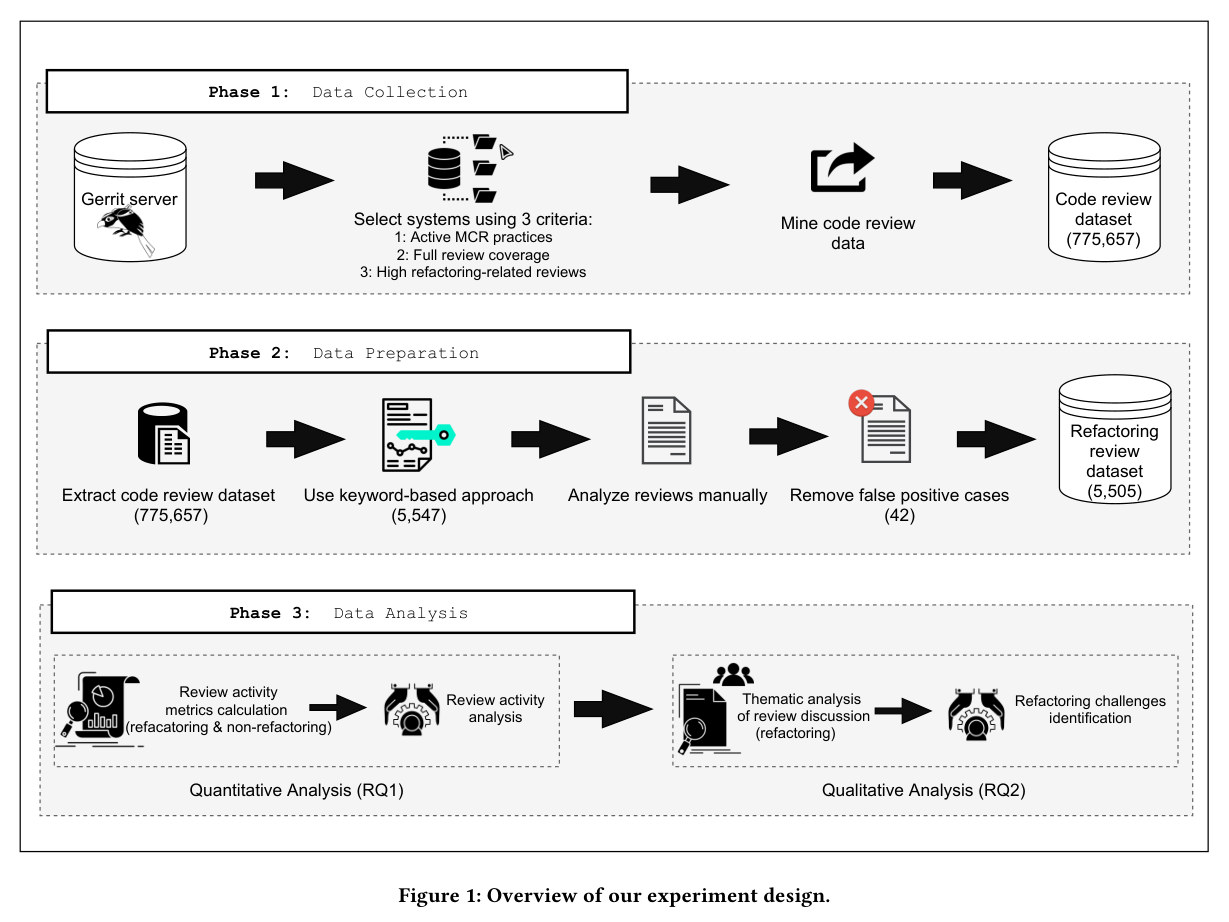 Phase 1: Data Collection
Gerrit server
Select systems using 3 criteria:
1: Active MCR practices
2: Full review coverage
3: High refactoring-related reviews
Mine code review
data
Code review
dataset
(775,657)
Phase 2: Data Preparation
Extract code review dataset
(775,657)
Use keyword-based approach
(5,547)
Analyze reviews manually
Remove false positive cases
(42)
Refactoring
review
dataset
(5,505)
Phase 3: Data Analysis
Review activity
metrics calculation
(refacatoring & non-refactoring)
Review activity
analysis
Quantitative Analysis (RQ1)
Thematic analysis
of review discussion
(refactoring)
Refactoring challenges
identification
Qualitative Analysis (RQ2)
Figure 1: Overview of our experiment design.